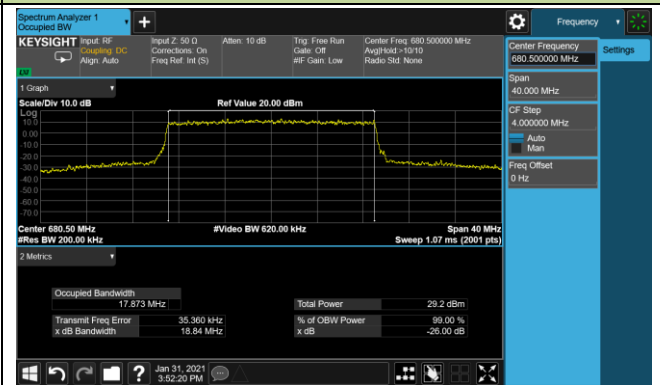 Spectrum Analyzer 1
Occupied BW
Frequency
KEYSIGHT
Input: RF
Coupling: DC
Align: Auto
Input Z: 50 Ω
Corrections: On
Freq Ref: Int (S)
Atten: 10 dB
Trig: Free Run
Gate: Off
#IF Gain: Low
Center Freq: 680.500000 MHz
Avg|Hold:>10/10
Radio Std: None
Center Frequency
680.500000 MHz
Settings
Span
40.000 MHz
CF Step
4.000000 MHz
Auto
Man
Freq Offset
0 Hz
1 Graph
Scale/Div 10.0 dB
Ref Value 20.00 dBm
Log
10.0
0.00
-10.0
-20.0
-30.0
-40.0
-50.0
-60.0
-70.0
Center 680.50 MHz
#Video BW 620.00 kHz
Span 40 MHz
#Res BW 200.00 kHz
Sweep 1.07 ms (2001 pts)
2 Metrics
Occupied Bandwidth
17.873 MHz
Total Power
29.2 dBm
Transmit Freq Error
35.360 kHz
% of OBW Power
99.00 %
x dB Bandwidth
18.84 MHz
x dB
-26.00 dB
?
Jan 31, 2021
3:52:20 PM